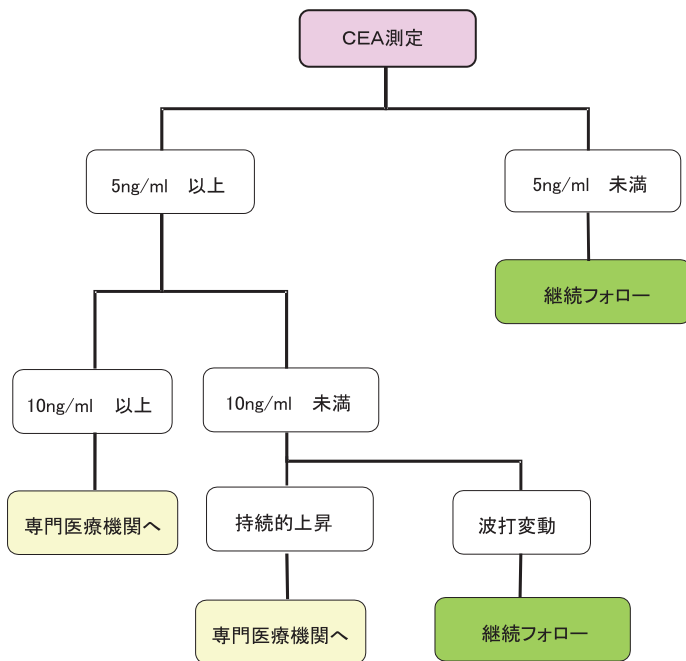 CEA測定
5ng/ml 以上
5ng/ml 未満
継続フォロー
10ng/ml 以上
10ng/ml 未満
専門医療機関へ
持続的上昇
波打変動
専門医療機関へ
継続フォロー